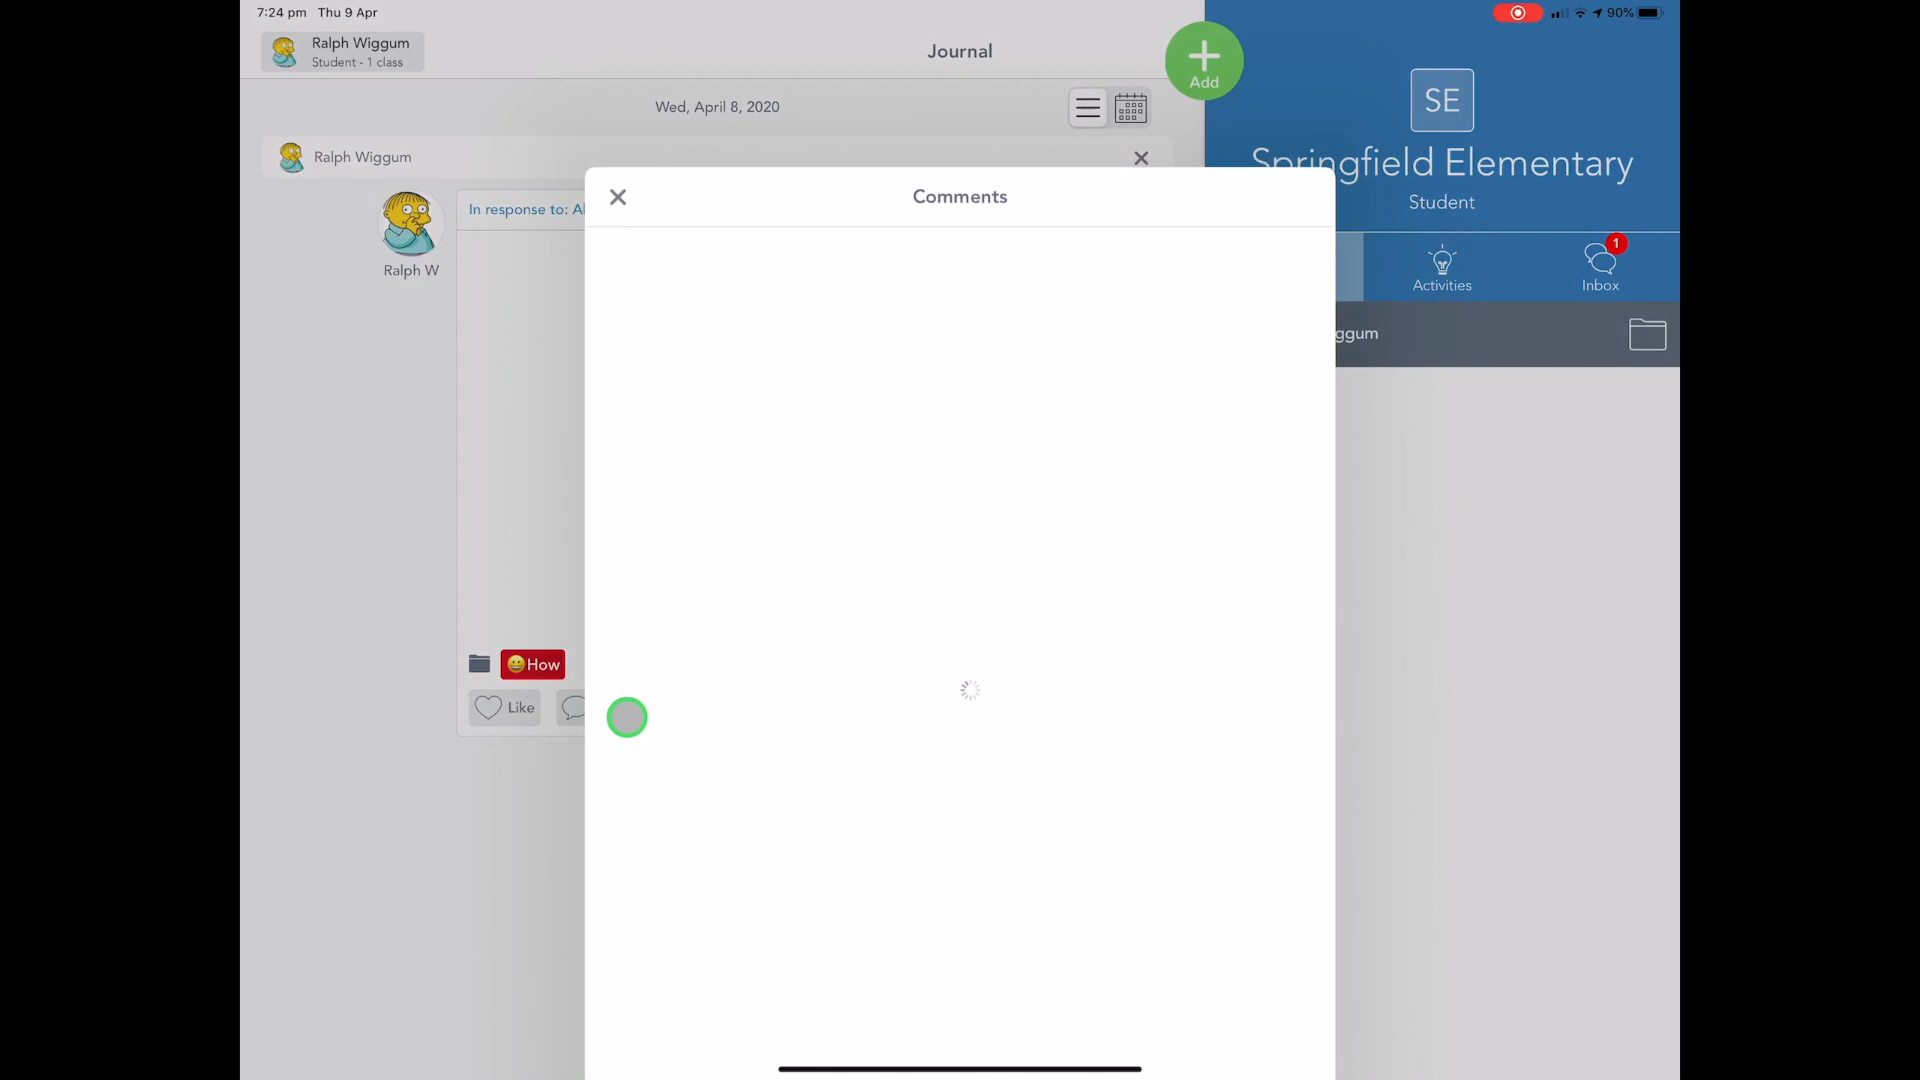 7:24 pm Thu 9 Apr
90%
Ralph Wiggum
Student - 1 class
Journal
Add
SE
Springfield Elementary
Student
Wed, April 8, 2020
Ralph Wiggum
Comments
In response to:
Ralph W
Activities
1
Inbox
ggum
How
Like